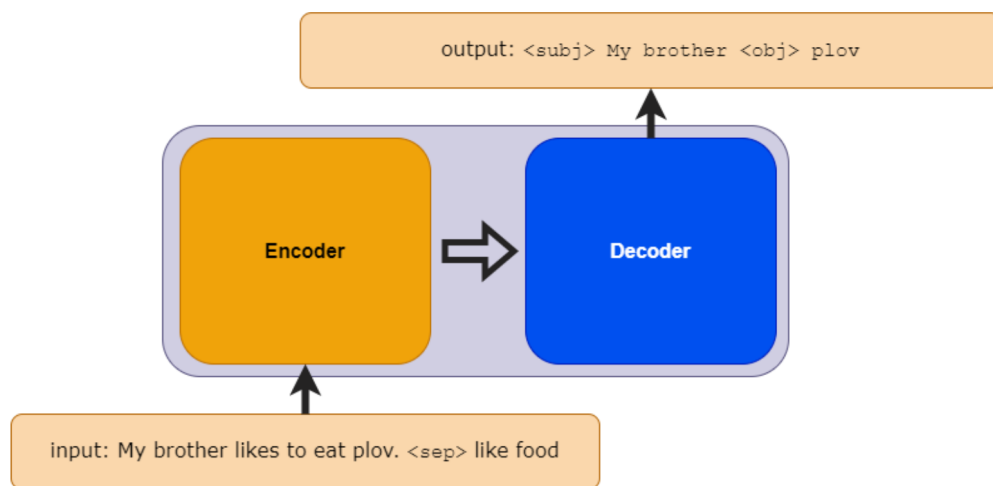 output: <subj> My brother <obj> plov
Encoder
Decoder
input: My brother likes to eat plov. <sep> like food